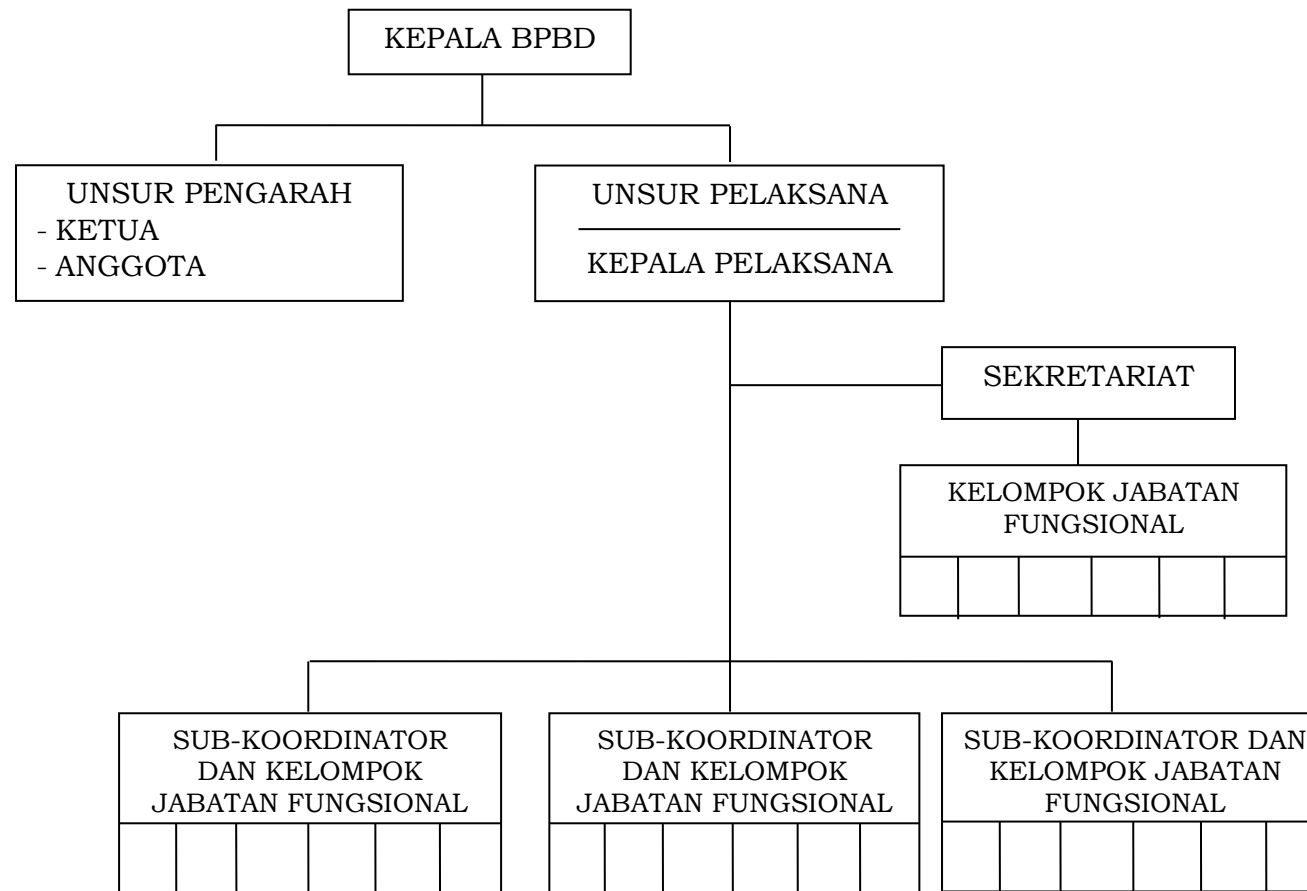 KEPALA BPBD
UNSUR PENGARAH
- KETUA
- ANGGOTA
UNSUR PELAKSANA
KEPALA PELAKSANA
SEKRETARIAT
KELOMPOK JABATAN
FUNGSIONAL
SUB-KOORDINATOR
DAN KELOMPOK
JABATAN FUNGSIONAL
SUB-KOORDINATOR
DAN KELOMPOK
JABATAN FUNGSIONAL
SUB-KOORDINATOR DAN
KELOMPOK JABATAN
FUNGSIONAL